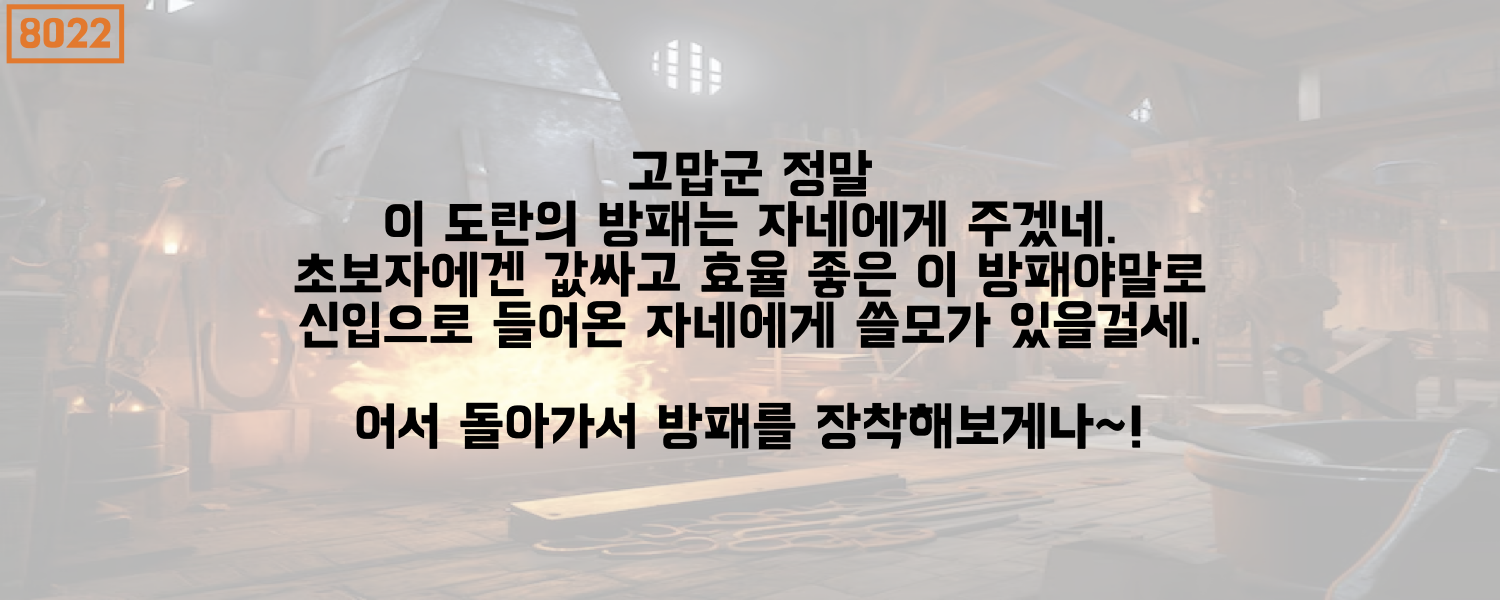 8022
고맙군 정말
이 도란의 방패는 자네에게 주겠네.
초보자에겐 값싸고 효율 좋은 이 방패야말로
신입으로 들어온 자네에게 쓸모가 있을걸세.
어서 돌아가서 방패를 장착해보게나~!